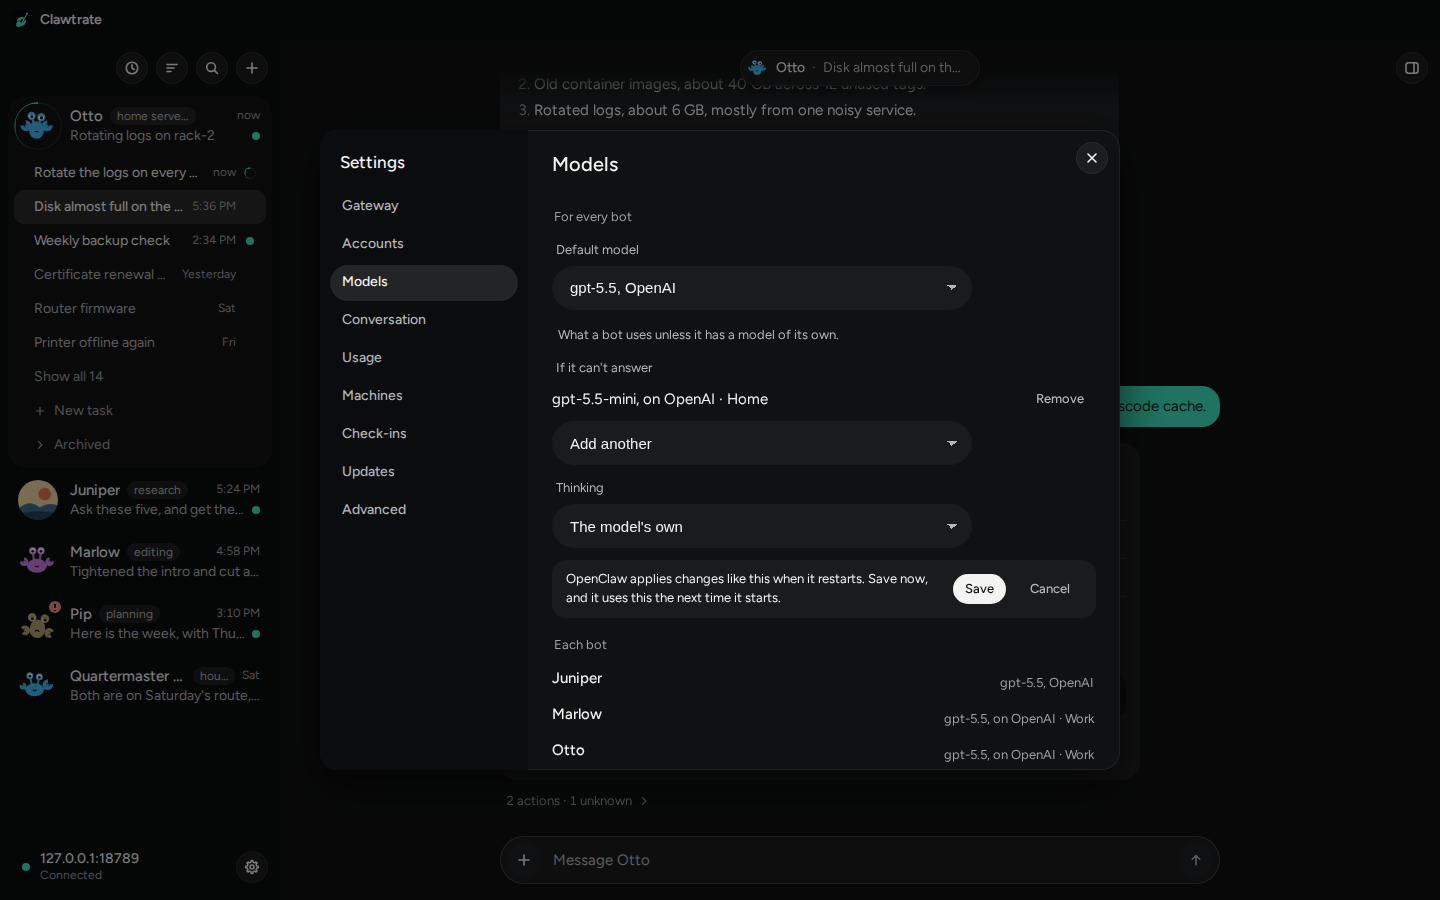 Clawtrate
Otto home serve... now
Rotating logs on rack-2
Rotate the logs on every ... now
Disk almost full on the ... 5:36 PM
Weekly backup check 2:34 PM
Certificate renewal ... Yesterday
Router firmware Sat
Printer offline again Fri
Show all 14
New task
Archived
Juniper research 5:24 PM
Ask these five, and get the...
Marlow editing 4:58 PM
Tightened the intro and cut a...
Pip planning 3:10 PM
Here is the week, with Thu...
Quartermaster ... hou... Sat
Both are on Saturday's route,...
127.0.0.1:18789
Connected
Otto · Disk almost full on th...
2. Old container images, about 40 GB across 12 unused tags.
3. Rotated logs, about 6 GB, mostly from one noisy service.
Settings
Gateway
Accounts
Models
Conversation
Usage
Machines
Check-ins
Updates
Advanced
Models
For every bot
Default model
gpt-5.5, OpenAI
What a bot uses unless it has a model of its own.
If it can't answer
gpt-5.5-mini, on OpenAI · Home Remove
Add another
Thinking
The model's own
OpenClaw applies changes like this when it restarts. Save now,
and it uses this the next time it starts.
Save Cancel
Each bot
Juniper gpt-5.5, OpenAI
Marlow gpt-5.5, on OpenAI · Work
Otto gpt-5.5, on OpenAI · Work
scode cache.
2 actions · 1 unknown
Message Otto